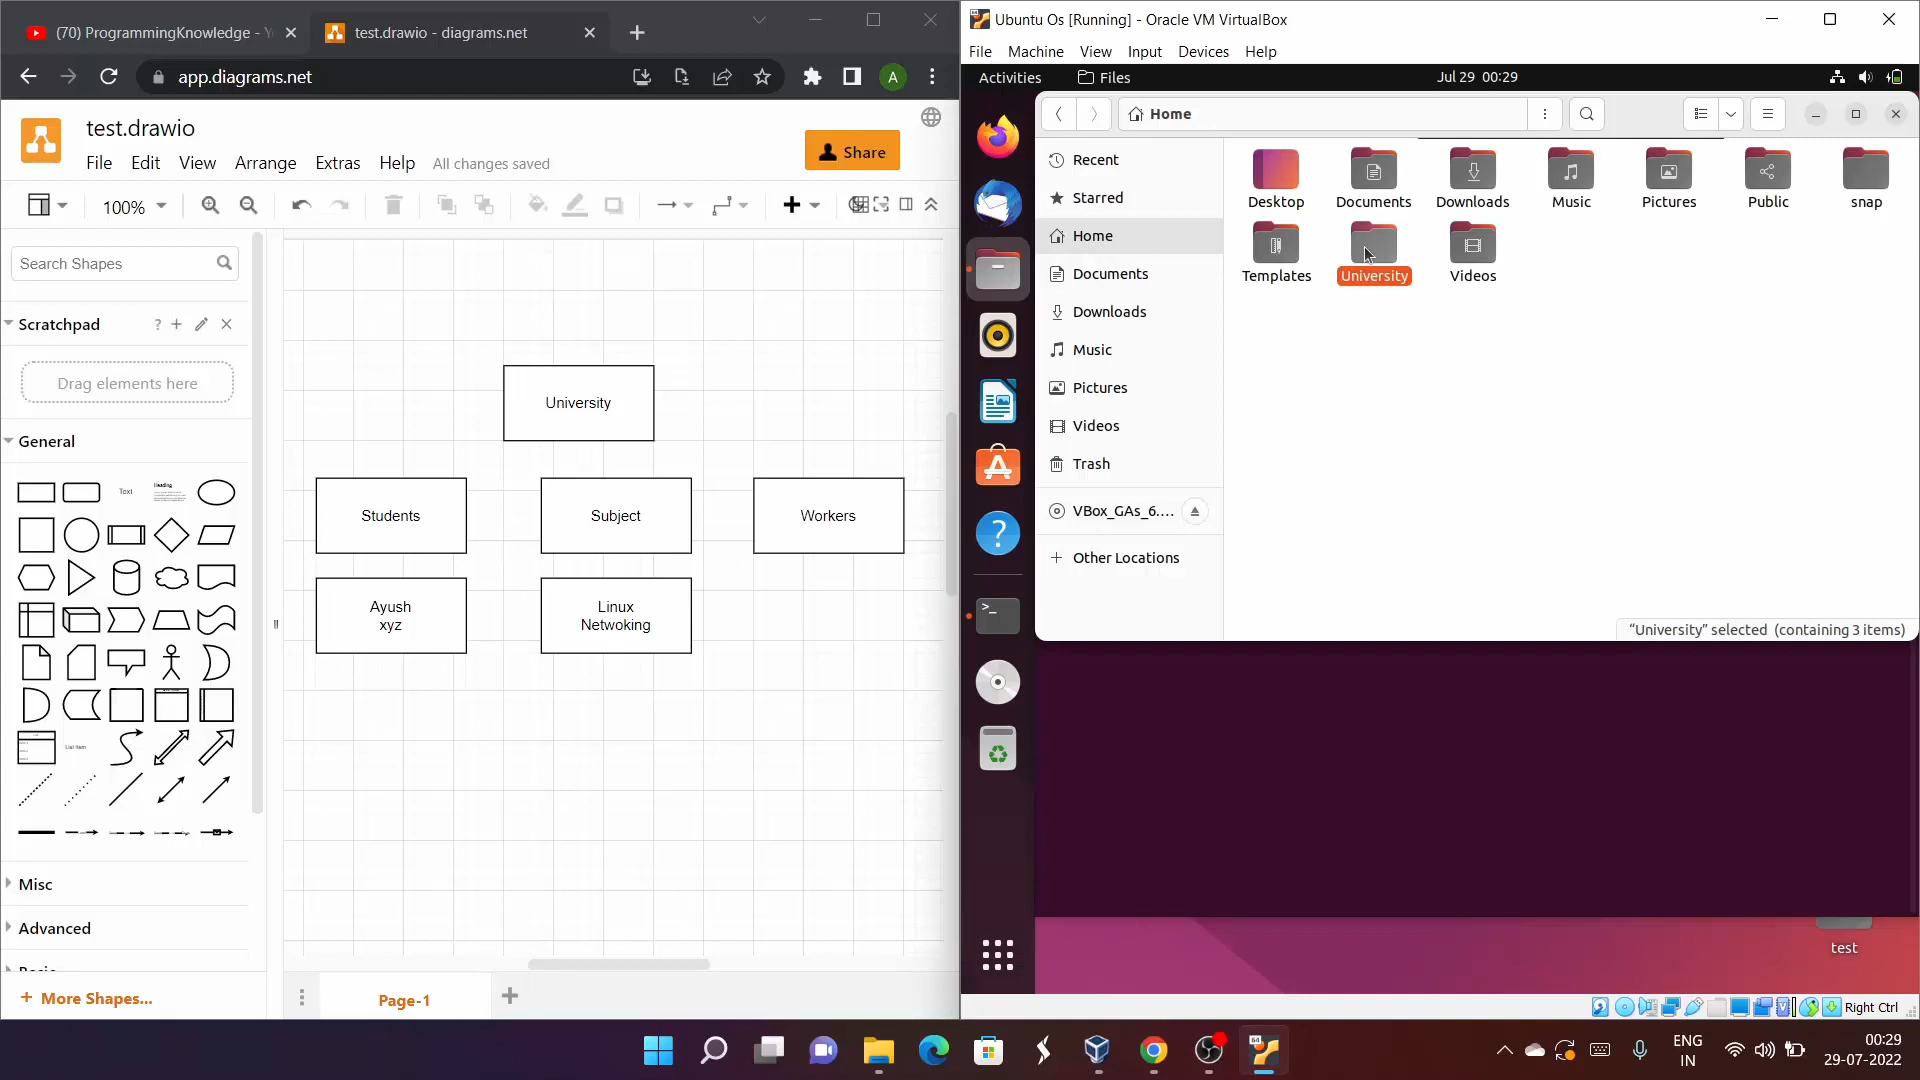 (70) ProgrammingKnowledge - Y
test.drawio - diagrams.net
app.diagrams.net
A
test.drawio
File Edit View Arrange Extras Help All changes saved
Share
100%
Search Shapes
Scratchpad
?
Drag elements here
General
Text
Heading
List Item
Misc
Advanced
Basic
+ More Shapes...
University
Students
Subject
Workers
Ayush
xyz
Linux
Netwoking
Page-1
Ubuntu Os [Running] - Oracle VM VirtualBox
File Machine View Input Devices Help
Activities
Files
Jul 29 00:29
Home
Recent
Starred
Home
Documents
Downloads
Music
Pictures
Videos
Trash
VBox_GAs_6....
+ Other Locations
Desktop
Documents
Downloads
Music
Pictures
Public
snap
Templates
University
Videos
"University" selected (containing 3 items)
test
Right Ctrl
ENG
IN
00:29
29-07-2022